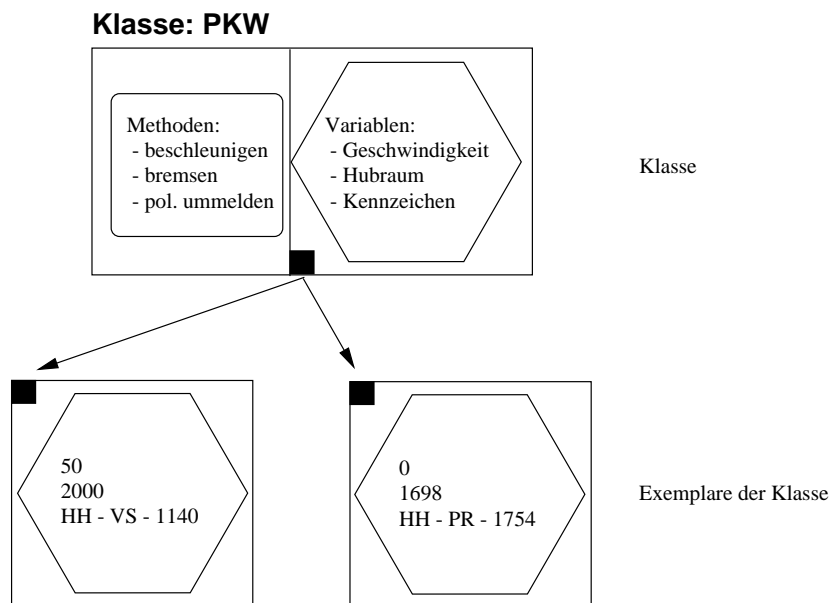 Klasse: PKW
Methoden:
- beschleunigen
- bremsen
- pol. ummelden
Variablen:
- Geschwindigkeit
- Hubraum
- Kennzeichen
Klasse
50
2000
HH - VS - 1140
0
1698
HH - PR - 1754
Exemplare der Klasse